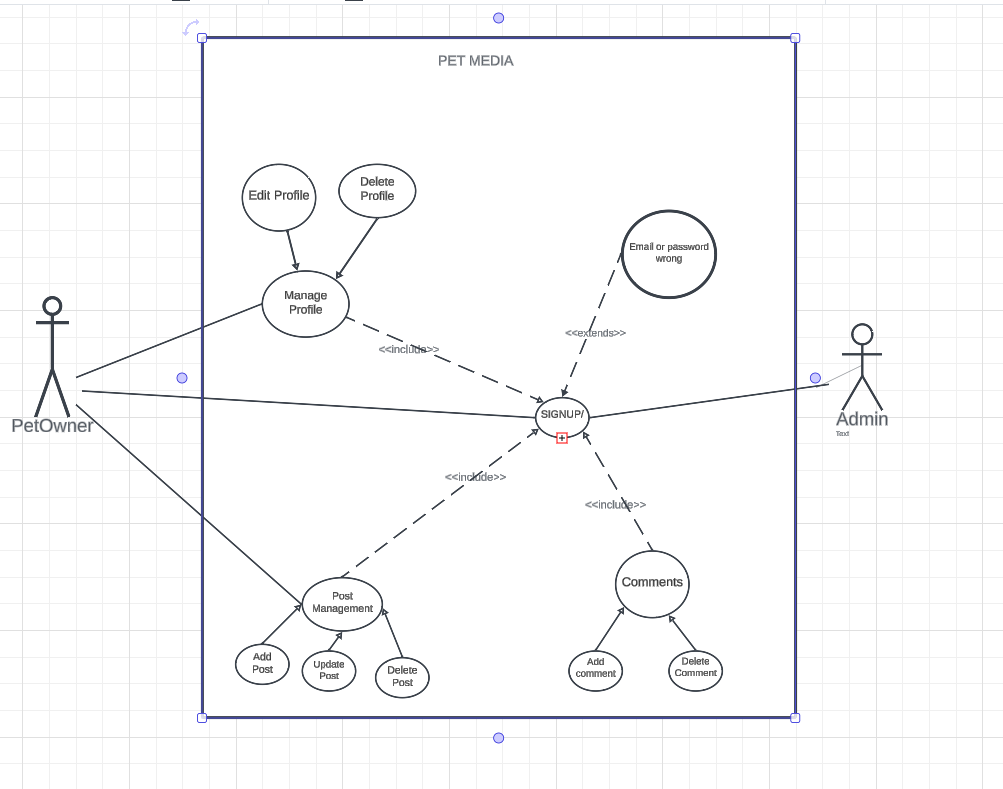 PET MEDIA
Edit Profile
Delete
Profile
Email or password
wrong
Manage
Profile
<<extends>>
<<include>>
SIGNUP/
PetOwner
Admin
Text
<<include>>
<<include>>
Comments
Post
Management
Add
Post
Update
Post
Delete
Post
Add
comment
Delete
Comment